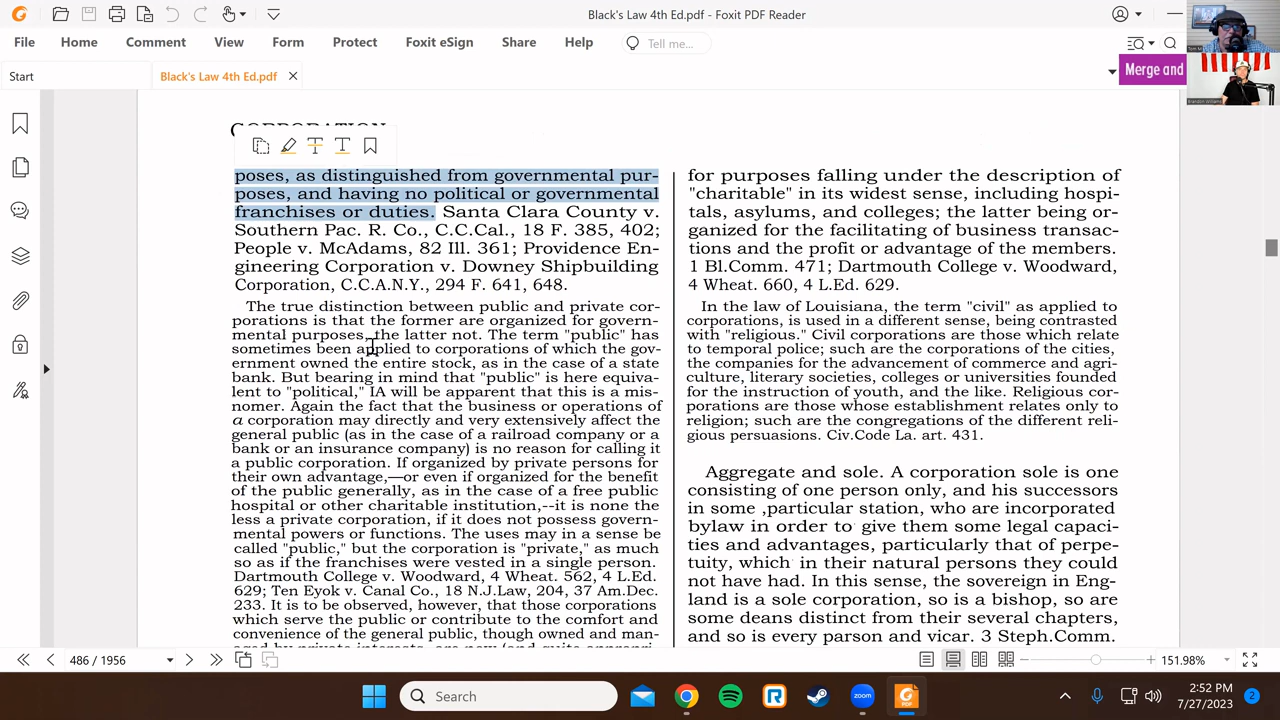 Black's Law 4th Ed.pdf - Foxit PDF Reader
File Home Comment View Form Protect Foxit eSign Share Help Tell me...
Start Black's Law 4th Ed.pdf
Merge and
CORPORATION
poses, as distinguished from governmental pur-
poses, and having no political or governmental
franchises or duties. Santa Clara County v.
Southern Pac. R. Co., C.C.Cal., 18 F. 385, 402;
People v. McAdams, 82 Ill. 361; Providence En-
gineering Corporation v. Downey Shipbuilding
Corporation, C.C.A.N.Y., 294 F. 641, 648.
The true distinction between public and private cor-
porations is that the former are organized for govern-
mental purposes, the latter not. The term "public" has
sometimes been applied to corporations of which the gov-
ernment owned the entire stock, as in the case of a state
bank. But bearing in mind that "public" is here equiva-
lent to "political," IA will be apparent that this is a mis-
nomer. Again the fact that the business or operations of
a corporation may directly and very extensively affect the
general public (as in the case of a railroad company or a
bank or an insurance company) is no reason for calling it
a public corporation. If organized by private persons for
their own advantage,—or even if organized for the benefit
of the public generally, as in the case of a free public
hospital or other charitable institution,--it is none the
less a private corporation, if it does not possess govern-
mental powers or functions. The uses may in a sense be
called "public," but the corporation is "private," as much
so as if the franchises were vested in a single person.
Dartmouth College v. Woodward, 4 Wheat. 562, 4 L.Ed.
629; Ten Eyok v. Canal Co., 18 N.J.Law, 204, 37 Am.Dec.
233. It is to be observed, however, that those corporations
which serve the public or contribute to the comfort and
convenience of the general public, though owned and man-
for purposes falling under the description of
"charitable" in its widest sense, including hospi-
tals, asylums, and colleges; the latter being or-
ganized for the facilitating of business transac-
tions and the profit or advantage of the members.
1 Bl.Comm. 471; Dartmouth College v. Woodward,
4 Wheat. 660, 4 L.Ed. 629.
In the law of Louisiana, the term "civil" as applied to
corporations, is used in a different sense, being contrasted
with "religious." Civil corporations are those which relate
to temporal police; such are the corporations of the cities,
the companies for the advancement of commerce and agri-
culture, literary societies, colleges or universities founded
for the instruction of youth, and the like. Religious cor-
porations are those whose establishment relates only to
religion; such are the congregations of the different reli-
gious persuasions. Civ.Code La. art. 431.
Aggregate and sole. A corporation sole is one
consisting of one person only, and his successors
in some ,particular station, who are incorporated
bylaw in order to give them some legal capaci-
ties and advantages, particularly that of perpe-
tuity, which in their natural persons they could
not have had. In this sense, the sovereign in Eng-
land is a sole corporation, so is a bishop, so are
some deans distinct from their several chapters,
and so is every parson and vicar. 3 Steph.Comm.
486 / 1956
151.98%
Search
zoom
PDF
2:52 PM
7/27/2023
2